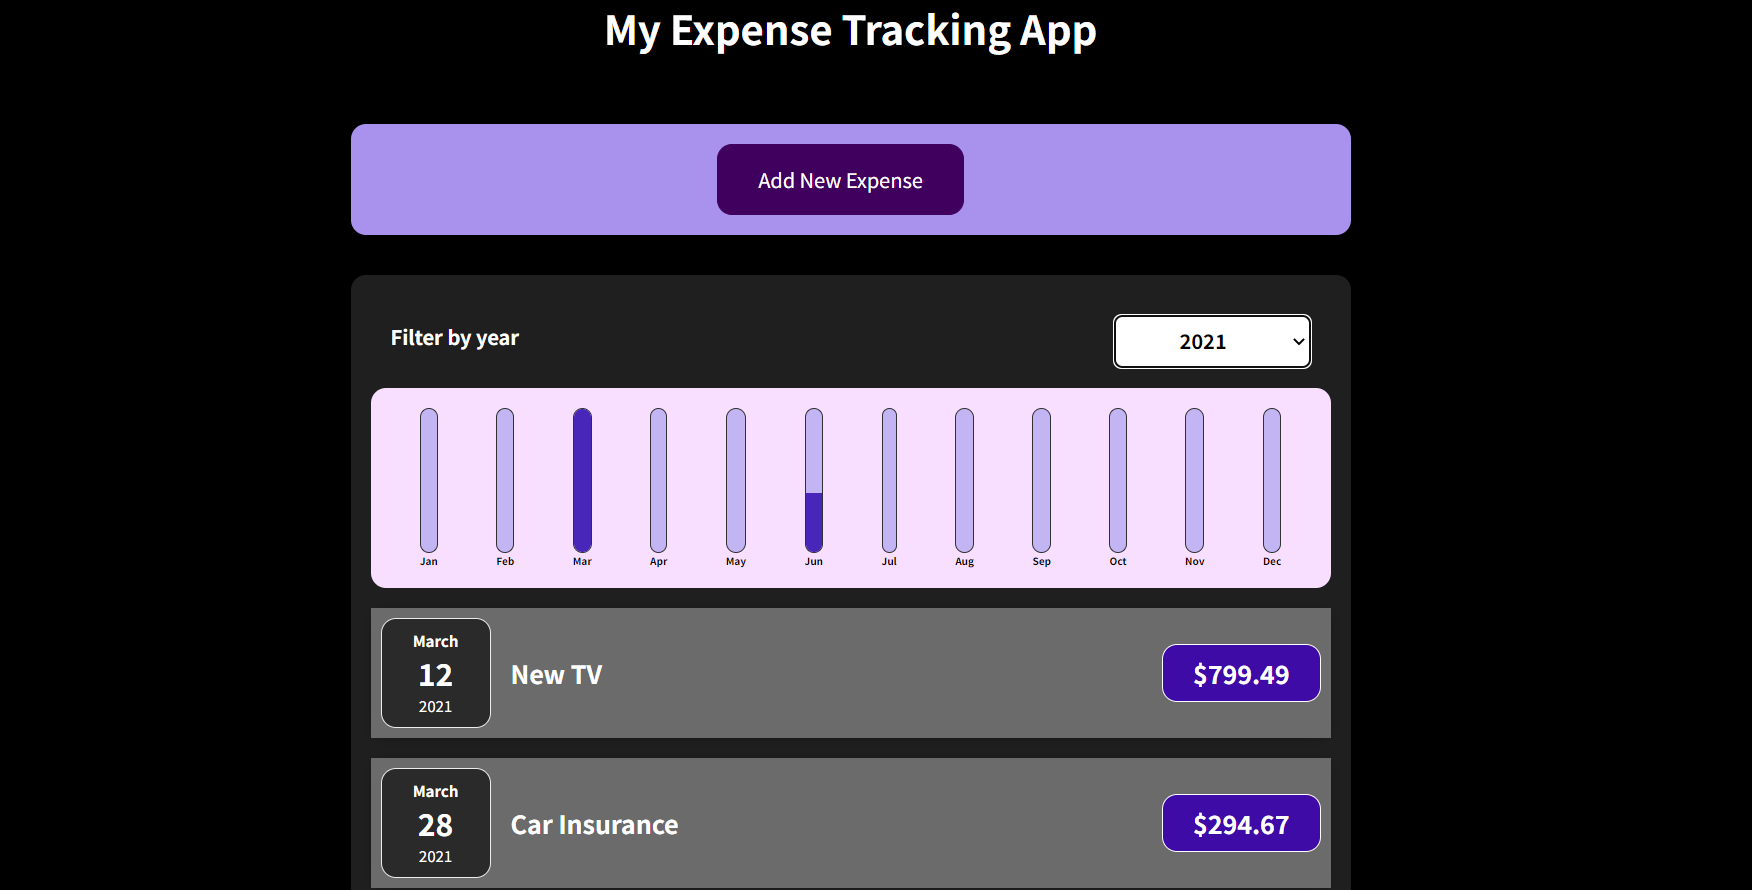 My Expense Tracking App
Add New Expense
Filter by year
2021
Jan Feb Mar Apr May Jun Jul Aug Sep Oct Nov Dec
March
12
2021
New TV
$799.49
March
28
2021
Car Insurance
$294.67